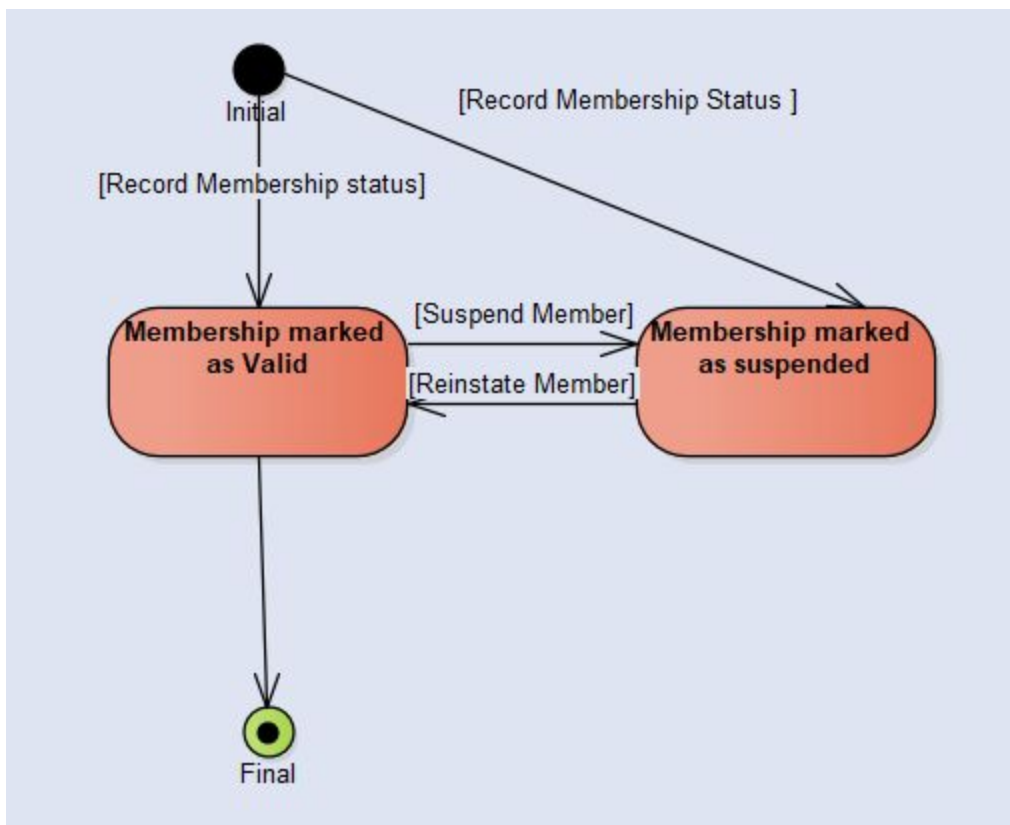 Initial
[Record Membership Status ]
[Record Membership status]
Membership marked
as Valid
[Suspend Member]
[Reinstate Member]
Membership marked
as suspended
Final